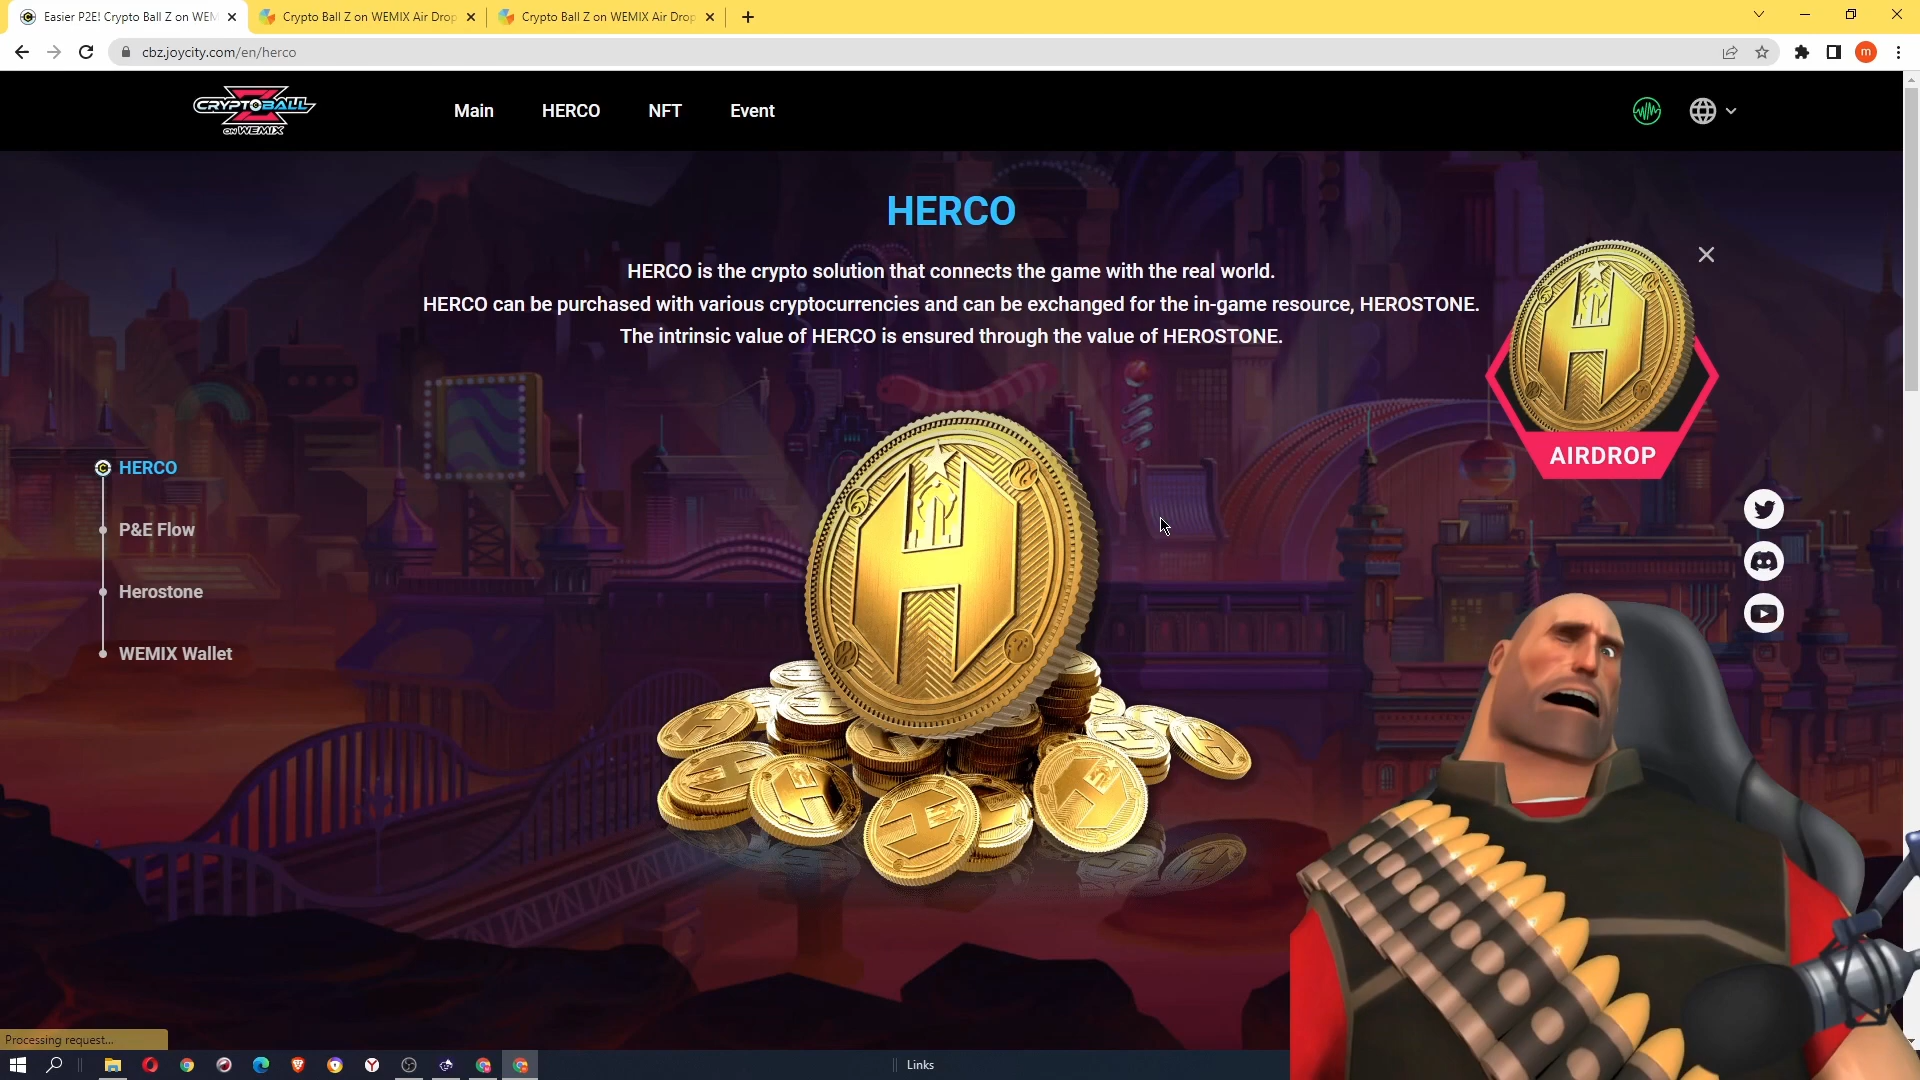 Easier P2E! Crypto Ball Z on WEM
Crypto Ball Z on WEMIX Air Drop
Crypto Ball Z on WEMIX Air Drop
cbz.joycity.com/en/herco
m
CRYPTOBALL
Z
ON WEMIX
Main
HERCO
NFT
Event
HERCO
HERCO is the crypto solution that connects the game with the real world.
HERCO can be purchased with various cryptocurrencies and can be exchanged for the in-game resource, HEROSTONE.
The intrinsic value of HERCO is ensured through the value of HEROSTONE.
AIRDROP
HERCO
P&E Flow
Herostone
WEMIX Wallet
Processing request...
Links